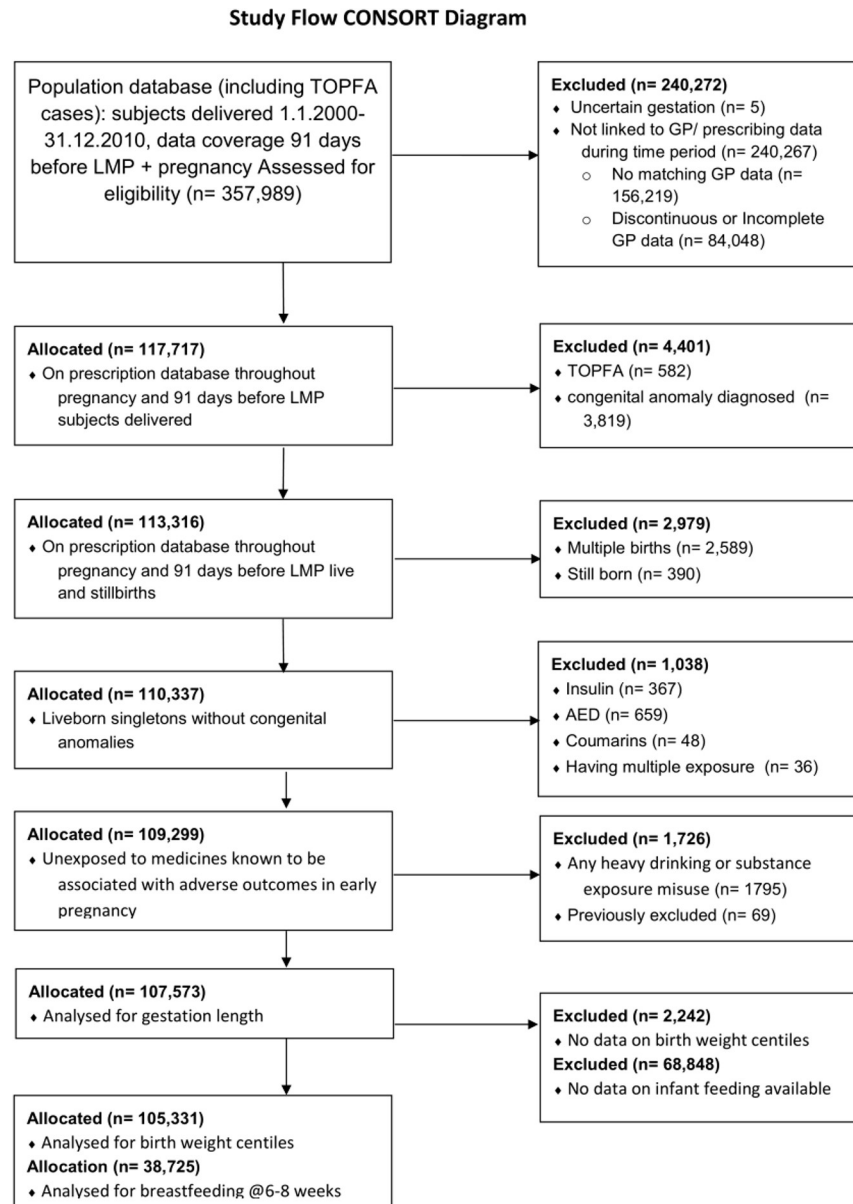 Study Flow CONSORT Diagram
Population database (including TOPFA
cases): subjects delivered 1.1.2000-
31.12.2010, data coverage 91 days
before LMP + pregnancy Assessed for
eligibility (n= 357,989)
Excluded (n= 240,272)
♦ Uncertain gestation (n= 5)
♦ Not linked to GP/ prescribing data
during time period (n= 240,267)
o No matching GP data (n=
156,219)
o Discontinuous or Incomplete
GP data (n= 84,048)
Allocated (n= 117,717)
♦ On prescription database throughout
pregnancy and 91 days before LMP
subjects delivered
Excluded (n= 4,401)
♦ TOPFA (n= 582)
♦ congenital anomaly diagnosed (n=
3,819)
Allocated (n= 113,316)
♦ On prescription database throughout
pregnancy and 91 days before LMP live
and stillbirths
Excluded (n= 2,979)
♦ Multiple births (n= 2,589)
♦ Still born (n= 390)
Allocated (n= 110,337)
♦ Liveborn singletons without congenital
anomalies
Excluded (n= 1,038)
♦ Insulin (n= 367)
♦ AED (n= 659)
♦ Coumarins (n= 48)
♦ Having multiple exposure (n= 36)
Allocated (n= 109,299)
♦ Unexposed to medicines known to be
associated with adverse outcomes in early
pregnancy
Excluded (n= 1,726)
♦ Any heavy drinking or substance
exposure misuse (n= 1795)
♦ Previously excluded (n= 69)
Allocated (n= 107,573)
♦ Analysed for gestation length
Excluded (n= 2,242)
♦ No data on birth weight centiles
Excluded (n= 68,848)
♦ No data on infant feeding available
Allocated (n= 105,331)
♦ Analysed for birth weight centiles
Allocation (n= 38,725)
♦ Analysed for breastfeeding @6-8 weeks